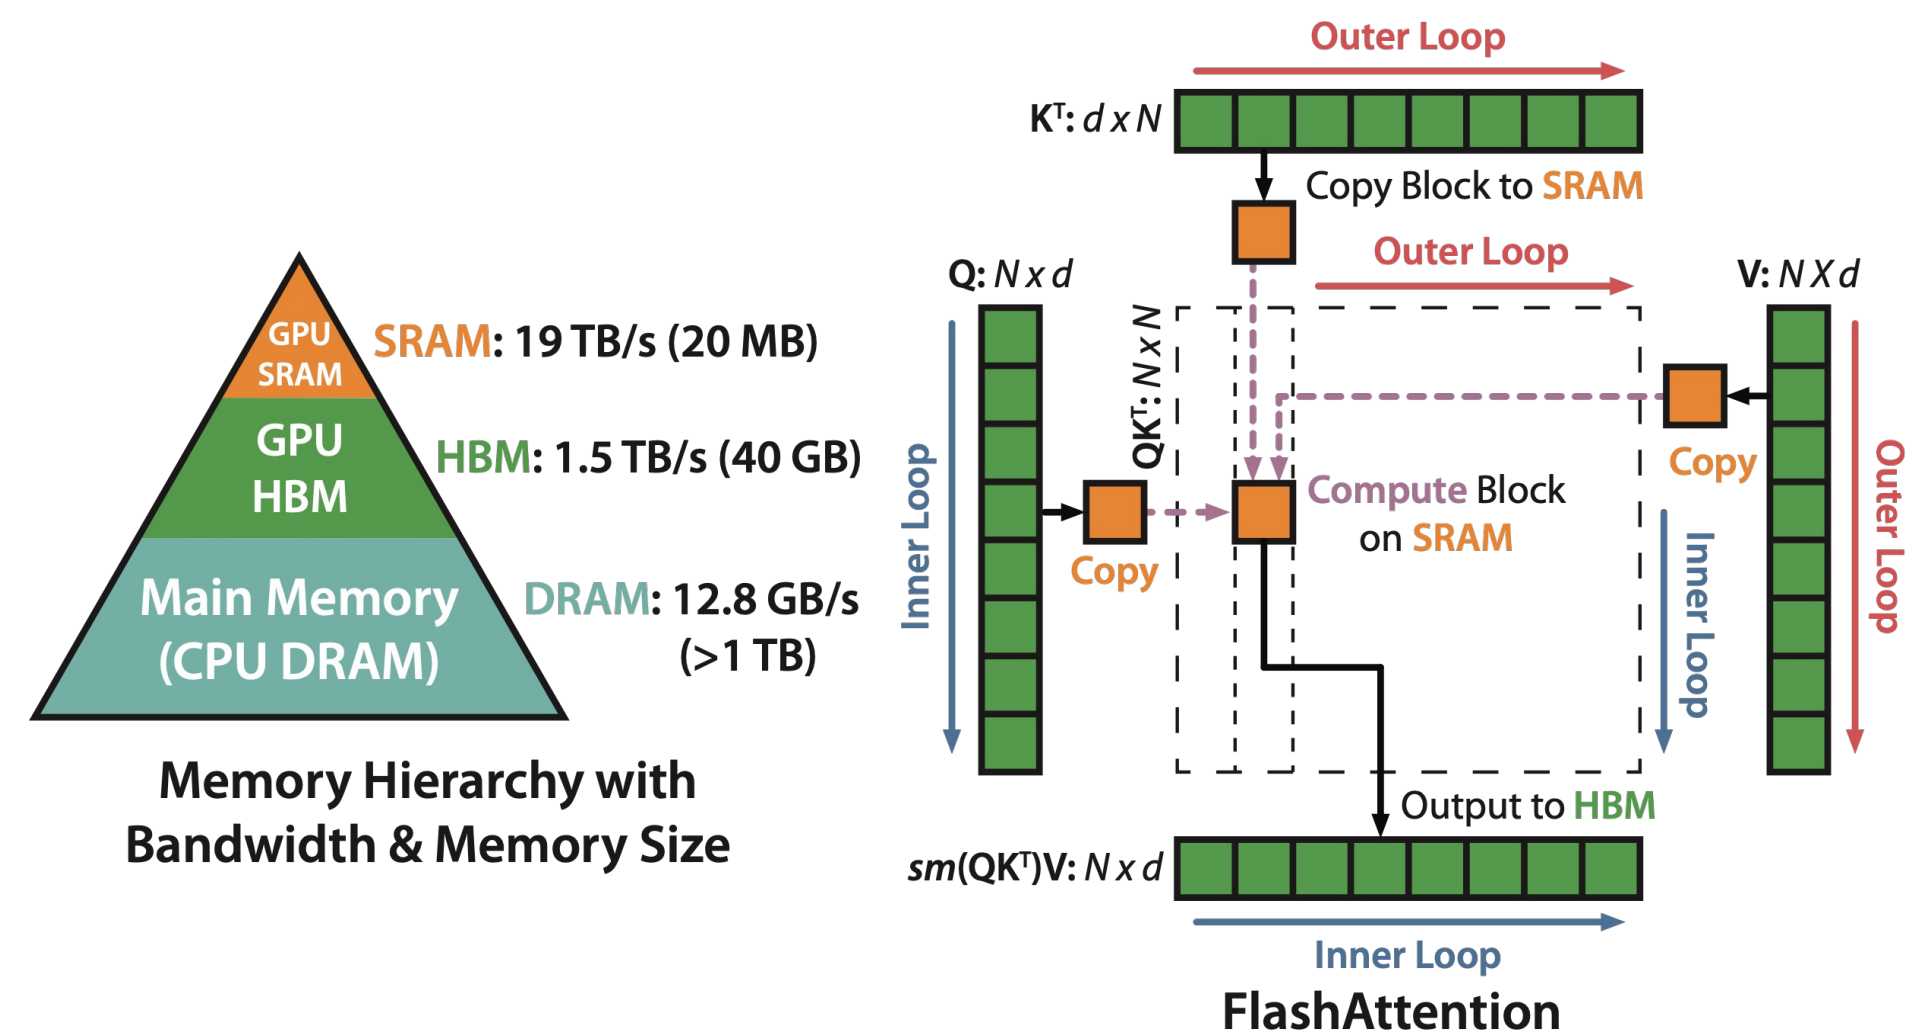 GPU
SRAM
SRAM: 19 TB/s (20 MB)
GPU
HBM
HBM: 1.5 TB/s (40 GB)
Main Memory
(CPU DRAM)
DRAM: 12.8 GB/s
(>1 TB)
Memory Hierarchy with
Bandwidth & Memory Size
Outer Loop
Kᵀ: d x N
Copy Block to SRAM
Outer Loop
Q: N x d
V: N X d
QKᵀ: N x N
Inner Loop
Copy
Compute Block
on SRAM
Copy
Outer Loop
Inner Loop
Output to HBM
sm(QKᵀ)V: N x d
Inner Loop
FlashAttention